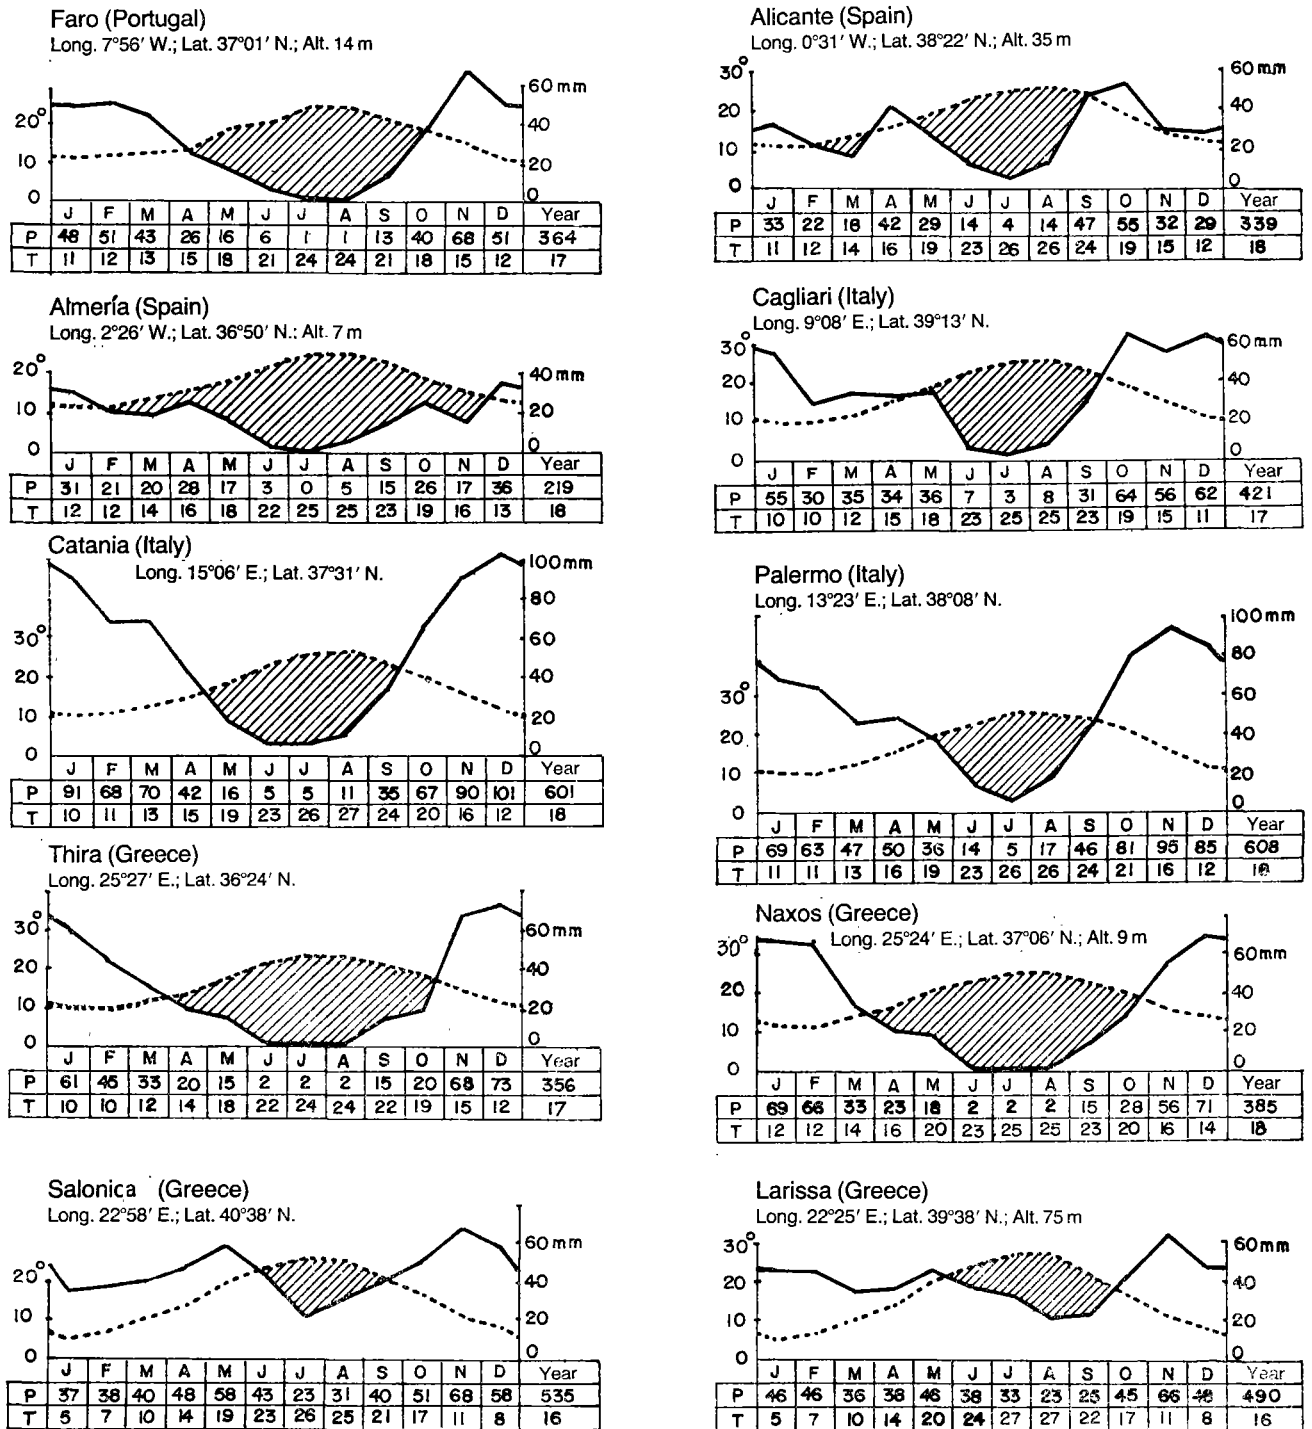 Faro (Portugal)
Long. 7°56′ W.; Lat. 37°01′ N.; Alt. 14 m
60 mm
20° 40
10 20
0 0
J F M A M J J A S O N D Year
P 48 51 43 26 16 6 1 1 13 40 68 51 364
T 11 12 13 15 18 21 24 24 21 18 15 12 17
Alicante (Spain)
Long. 0°31′ W.; Lat. 38°22′ N.; Alt. 35 m
30° 60 mm
20 40
10 20
0 0
J F M A M J J A S O N D Year
P 33 22 18 42 29 14 4 14 47 55 32 29 339
T 11 12 14 16 19 23 26 26 24 19 15 12 18
Almería (Spain)
Long. 2°26′ W.; Lat. 36°50′ N.; Alt. 7 m
20° 40 mm
10 20
0 0
J F M A M J J A S O N D Year
P 31 21 20 28 17 3 0 5 15 26 17 36 219
T 12 12 14 16 18 22 25 25 23 19 16 13 18
Cagliari (Italy)
Long. 9°08′ E.; Lat. 39°13′ N.
30° 60 mm
20 40
10 20
0 0
J F M A M J J A S O N D Year
P 55 30 35 34 36 7 3 8 31 64 56 62 421
T 10 10 12 15 18 23 25 25 23 19 15 11 17
Catania (Italy)
Long. 15°06′ E.; Lat. 37°31′ N.
100 mm
80
30° 60
20 40
10 20
0 0
J F M A M J J A S O N D Year
P 91 68 70 42 16 5 5 11 35 67 90 101 601
T 10 11 13 15 19 23 26 27 24 20 16 12 18
Palermo (Italy)
Long. 13°23′ E.; Lat. 38°08′ N.
100 mm
80
30° 60
20 40
10 20
0 0
J F M A M J J A S O N D Year
P 69 63 47 50 36 14 5 17 46 81 95 85 608
T 11 11 13 16 19 23 26 26 24 21 16 12
Thira (Greece)
Long. 25°27′ E.; Lat. 36°24′ N.
30° 60 mm
20 40
10 20
0 0
J F M A M J J A S O N D Year
P 61 45 33 20 15 2 2 2 15 20 68 73 356
T 10 10 12 14 18 22 24 24 22 19 15 12 17
Naxos (Greece)
Long. 25°24′ E.; Lat. 37°06′ N.; Alt. 9 m
30° 60 mm
20 40
10 20
0 0
J F M A M J J A S O N D Year
P 69 66 33 23 18 2 2 2 15 28 56 71 385
T 12 12 14 16 20 23 25 25 23 20 16 14 18
Salonica (Greece)
Long. 22°58′ E.; Lat. 40°38′ N.
60 mm
20° 40
10 20
0 0
J F M A M J J A S O N D Year
P 37 38 40 48 58 43 23 31 40 51 68 58 535
T 5 7 10 14 19 23 26 25 21 17 11 8 16
Larissa (Greece)
Long. 22°25′ E.; Lat. 39°38′ N.; Alt. 75 m
30° 60 mm
20 40
10 20
0 0
J F M A M J J A S O N D Year
P 46 46 36 38 46 38 33 23 25 45 66 48 490
T 5 7 10 14 20 24 27 27 22 17 11 8 16